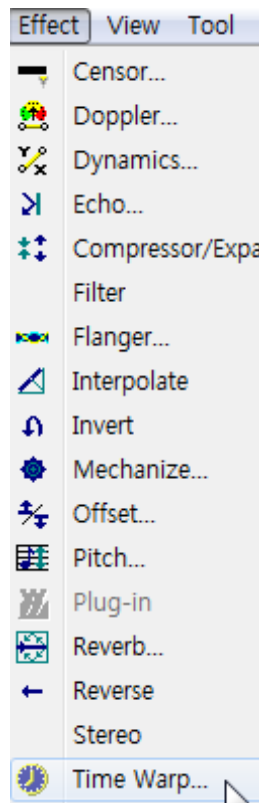 Effect View Tool
Censor...
Doppler...
Dynamics...
Echo...
Compressor/Expa
Filter
Flanger...
Interpolate
Invert
Mechanize...
Offset...
Pitch...
Plug-in
Reverb...
Reverse
Stereo
Time Warp...